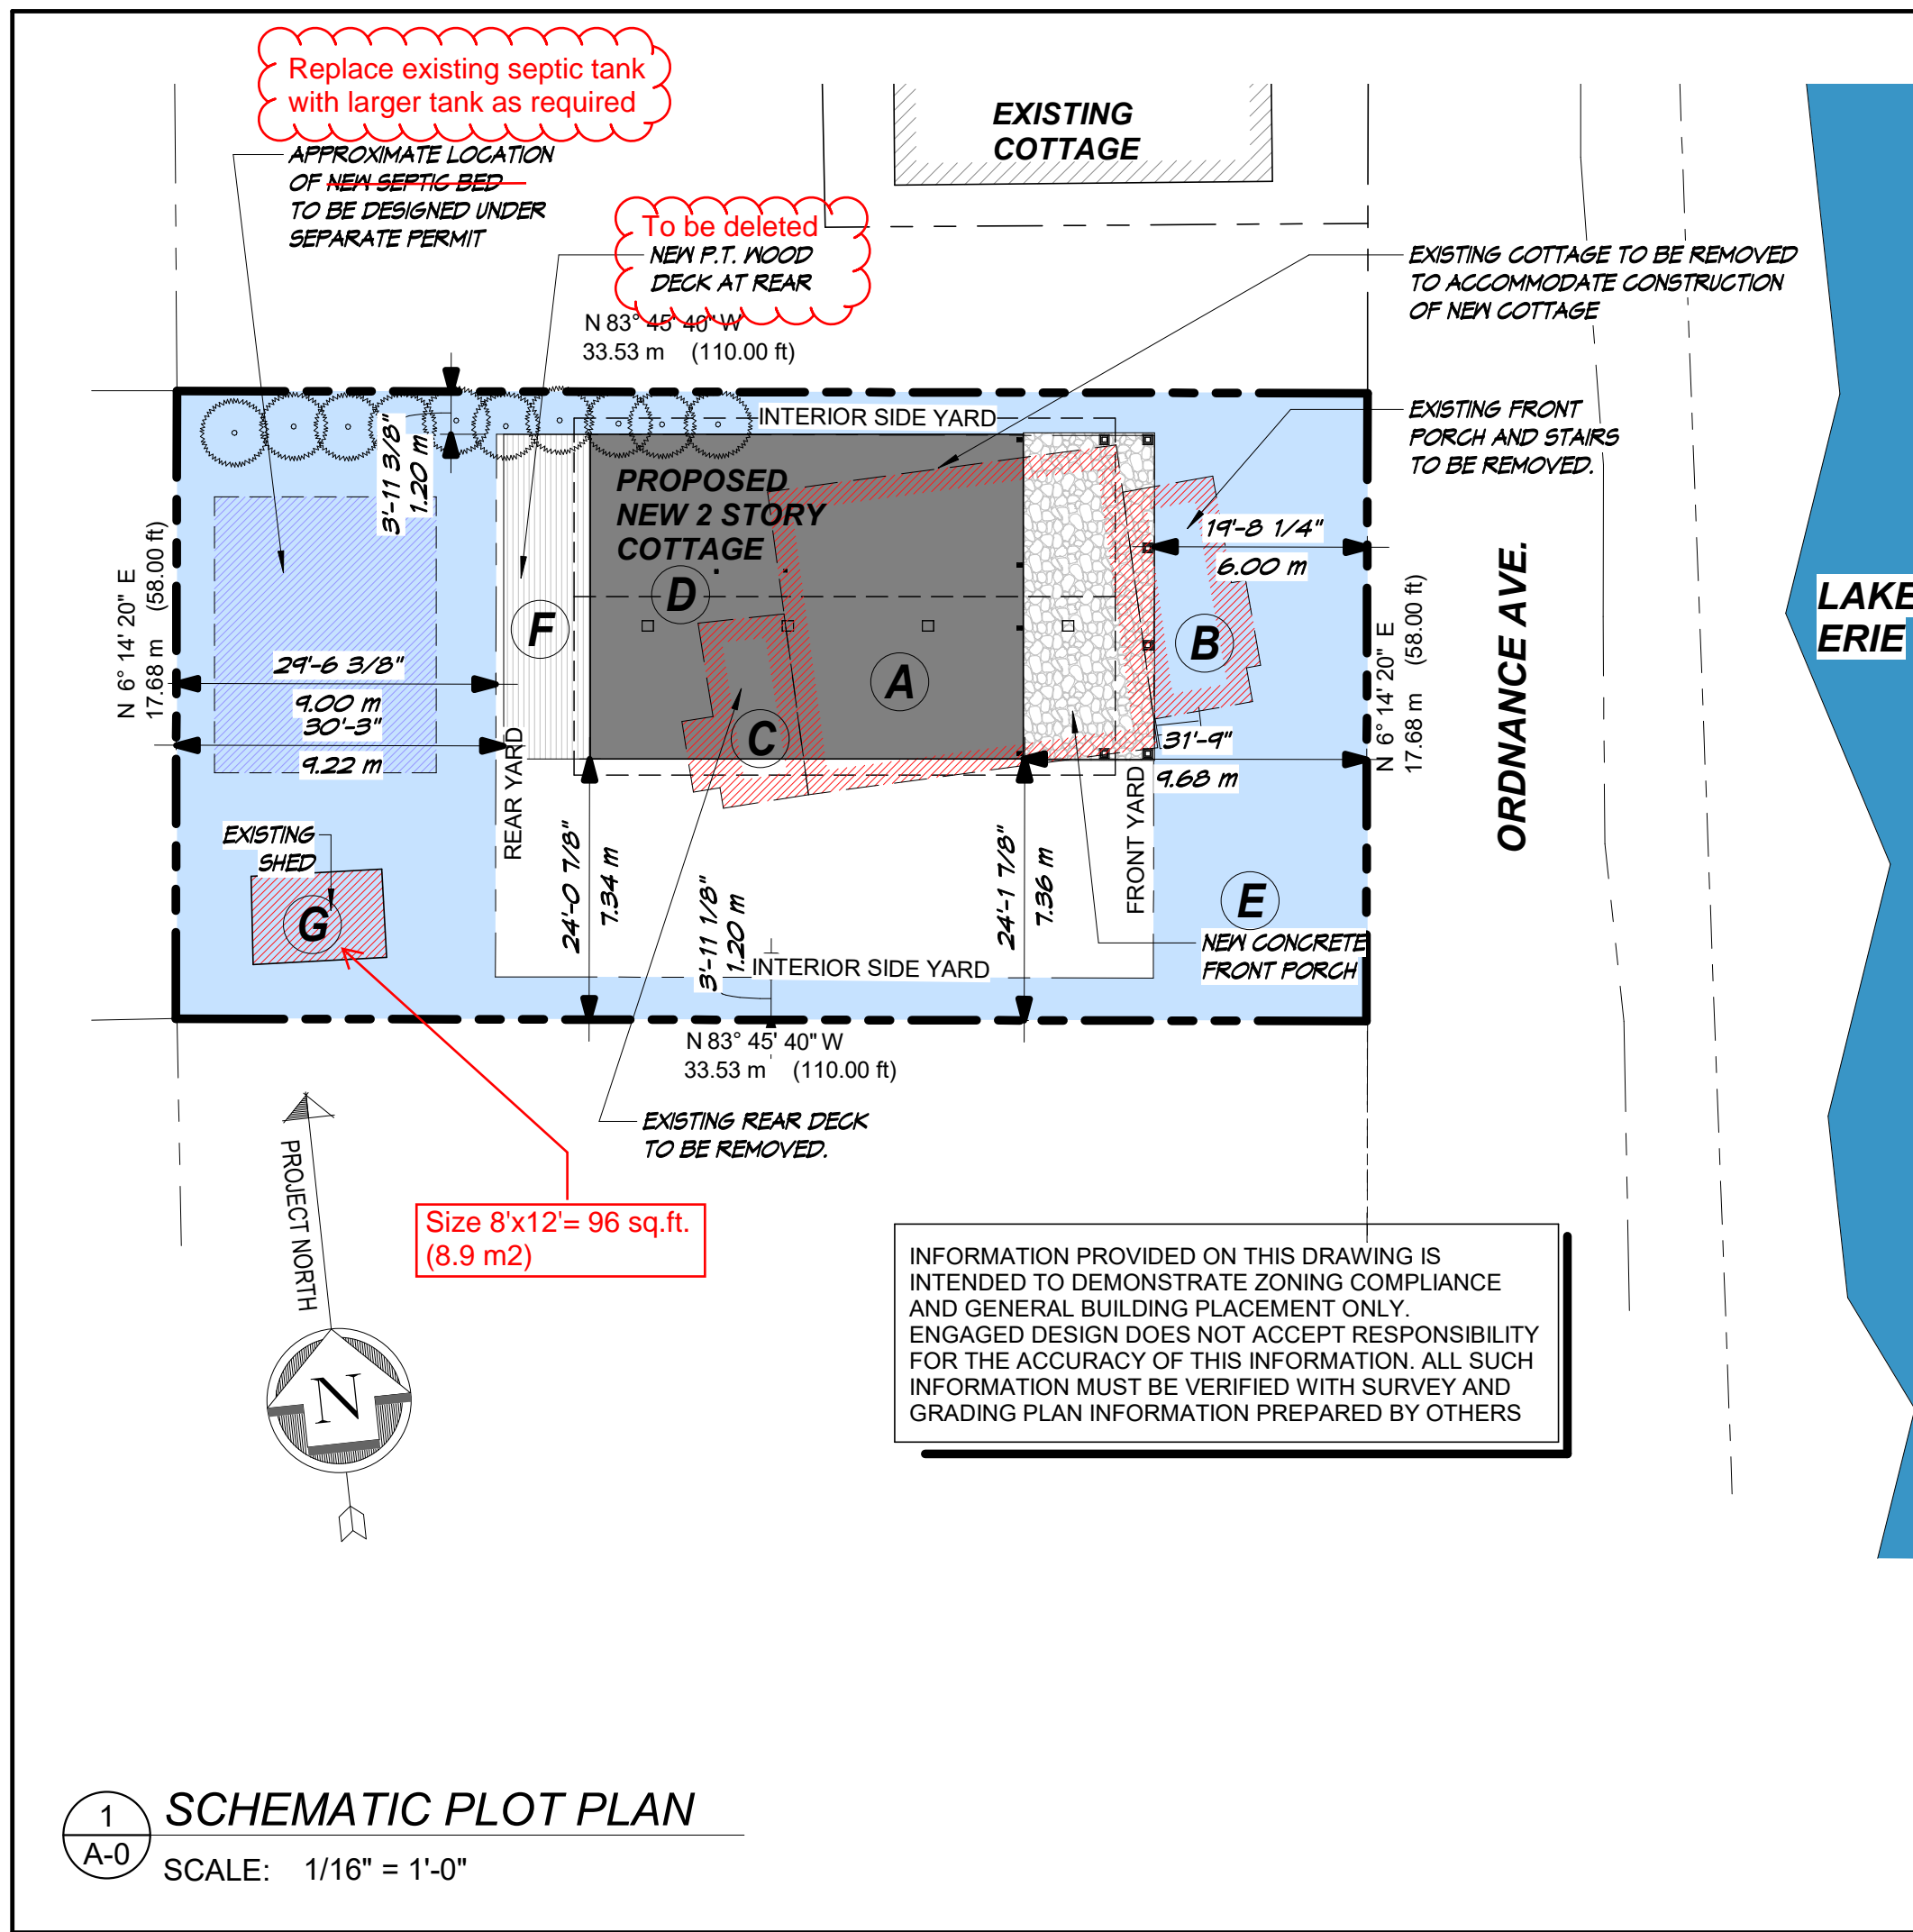 Replace existing septic tank
with larger tank as required
APPROXIMATE LOCATION
OF NEW SEPTIC BED
TO BE DESIGNED UNDER
SEPARATE PERMIT
To be deleted
NEW P.T. WOOD
DECK AT REAR
EXISTING
COTTAGE
EXISTING COTTAGE TO BE REMOVED
TO ACCOMMODATE CONSTRUCTION
OF NEW COTTAGE
N 83° 45' 40" W
33.53 m (110.00 ft)
EXISTING FRONT
PORCH AND STAIRS
TO BE REMOVED.
INTERIOR SIDE YARD
3'-11 3/8"
1.20 m
PROPOSED
NEW 2 STORY
COTTAGE
D
F
A
B
C
19'-8 1/4"
6.00 m
N 6° 14' 20" E
17.68 m (58.00 ft)
29'-6 3/8"
9.00 m
30'-3"
9.22 m
REAR YARD
31'-9"
9.68 m
FRONT YARD
N 6° 14' 20" E
17.68 m (58.00 ft)
ORDNANCE AVE.
LAKE
ERIE
EXISTING
SHED
G
24'-0 7/8"
7.34 m
3'-11 1/8"
1.20 m
24'-1 7/8"
7.36 m
E
NEW CONCRETE
FRONT PORCH
INTERIOR SIDE YARD
N 83° 45' 40" W
33.53 m (110.00 ft)
EXISTING REAR DECK
TO BE REMOVED.
PROJECT NORTH
N
Size 8'x12'= 96 sq.ft.
(8.9 m2)
INFORMATION PROVIDED ON THIS DRAWING IS
INTENDED TO DEMONSTRATE ZONING COMPLIANCE
AND GENERAL BUILDING PLACEMENT ONLY.
ENGAGED DESIGN DOES NOT ACCEPT RESPONSIBILITY
FOR THE ACCURACY OF THIS INFORMATION. ALL SUCH
INFORMATION MUST BE VERIFIED WITH SURVEY AND
GRADING PLAN INFORMATION PREPARED BY OTHERS
1
A-0
SCHEMATIC PLOT PLAN
SCALE: 1/16" = 1'-0"